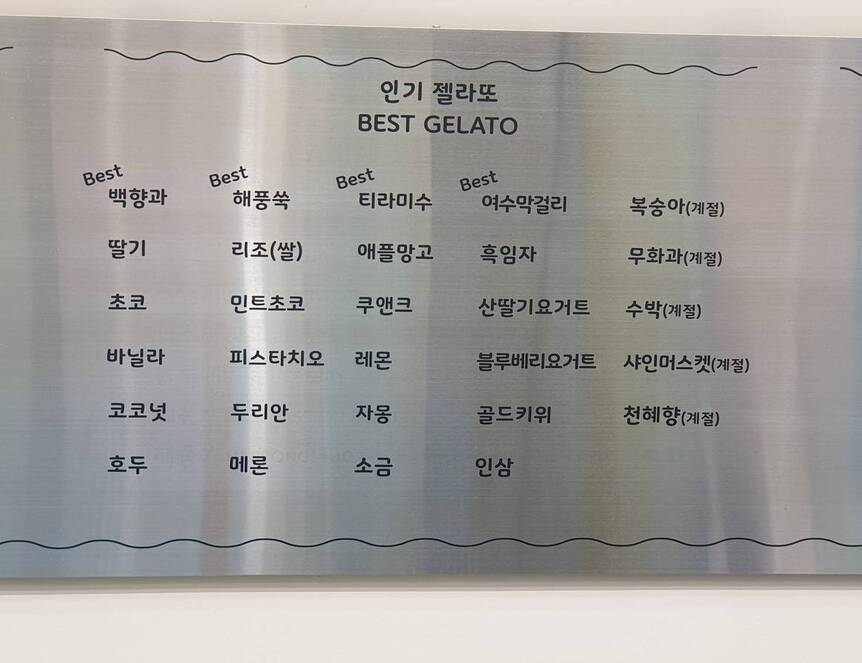 인기 젤라또
BEST GELATO
Best Best Best Best
백향과 해풍쑥 티라미수 여수막걸리 복숭아(계절)
딸기 리조(쌀) 애플망고 흑임자 무화과(계절)
초코 민트초코 쿠앤크 산딸기요거트 수박(계절)
바닐라 피스타치오 레몬 블루베리요거트 샤인머스켓(계절)
코코넛 두리안 자몽 골드키위 천혜향(계절)
호두 메론 소금 인삼